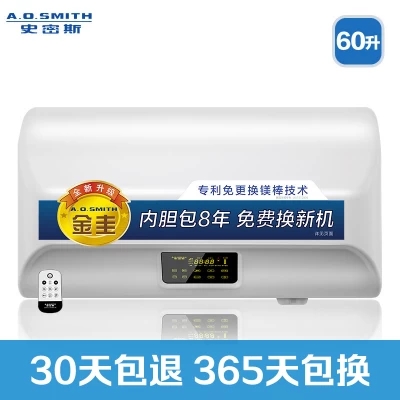 A.O.SMITH
史密斯
60升
专利免更换镁棒技术
全新升级
A.O.SMITH
金圭
内胆包8年 免费换新机
30天包退 365天包换